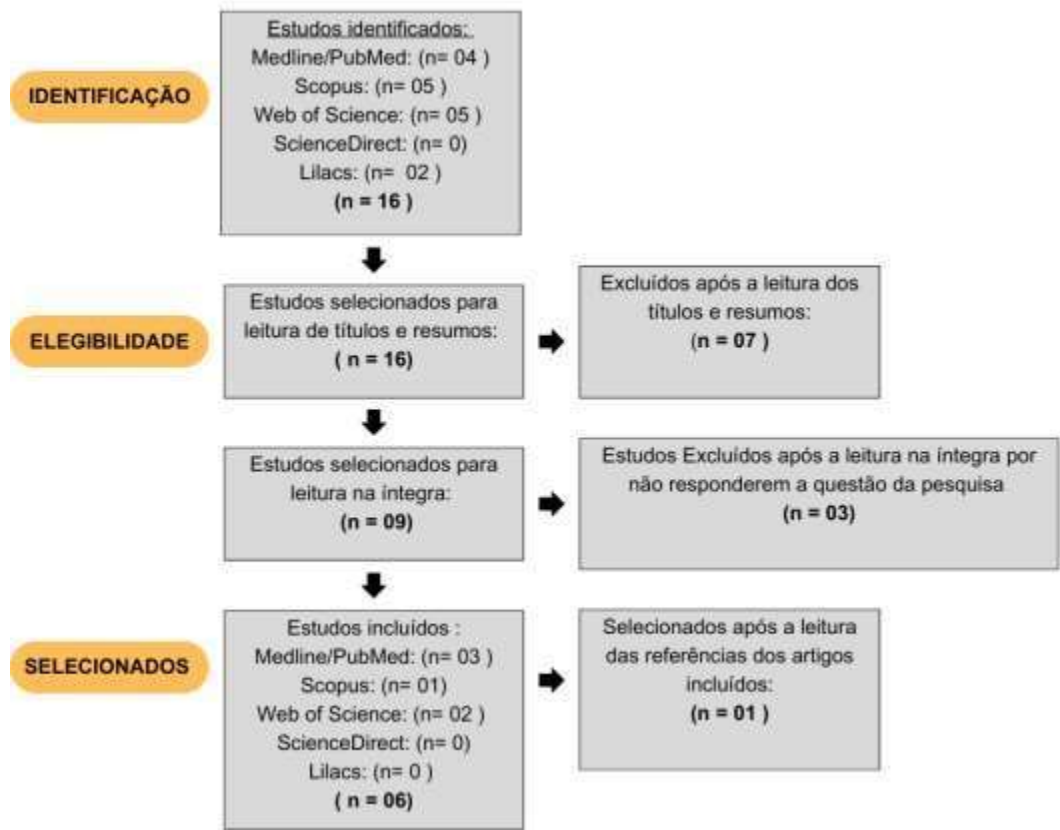 IDENTIFICAÇÃO
Estudos identificados:
Medline/PubMed: (n= 04 )
Scopus: (n= 05 )
Web of Science: (n= 05 )
ScienceDirect: (n= 0)
Lilacs: (n=  02 )
(n = 16 )
ELEGIBILIDADE
Estudos selecionados para
leitura de títulos e resumos:
( n = 16)
Excluídos após a leitura dos
títulos e resumos:
(n = 07 )
Estudos selecionados para
leitura na íntegra:
(n = 09)
Estudos Excluídos após a leitura na íntegra por
não responderem a questão da pesquisa
(n = 03)
SELECIONADOS
Estudos incluídos :
Medline/PubMed: (n= 03 )
Scopus: (n= 01)
Web of Science: (n= 02 )
ScienceDirect: (n= 0)
Lilacs: (n= 0 )
( n = 06)
Selecionados após a leitura
das referências dos artigos
incluídos:
(n = 01 )